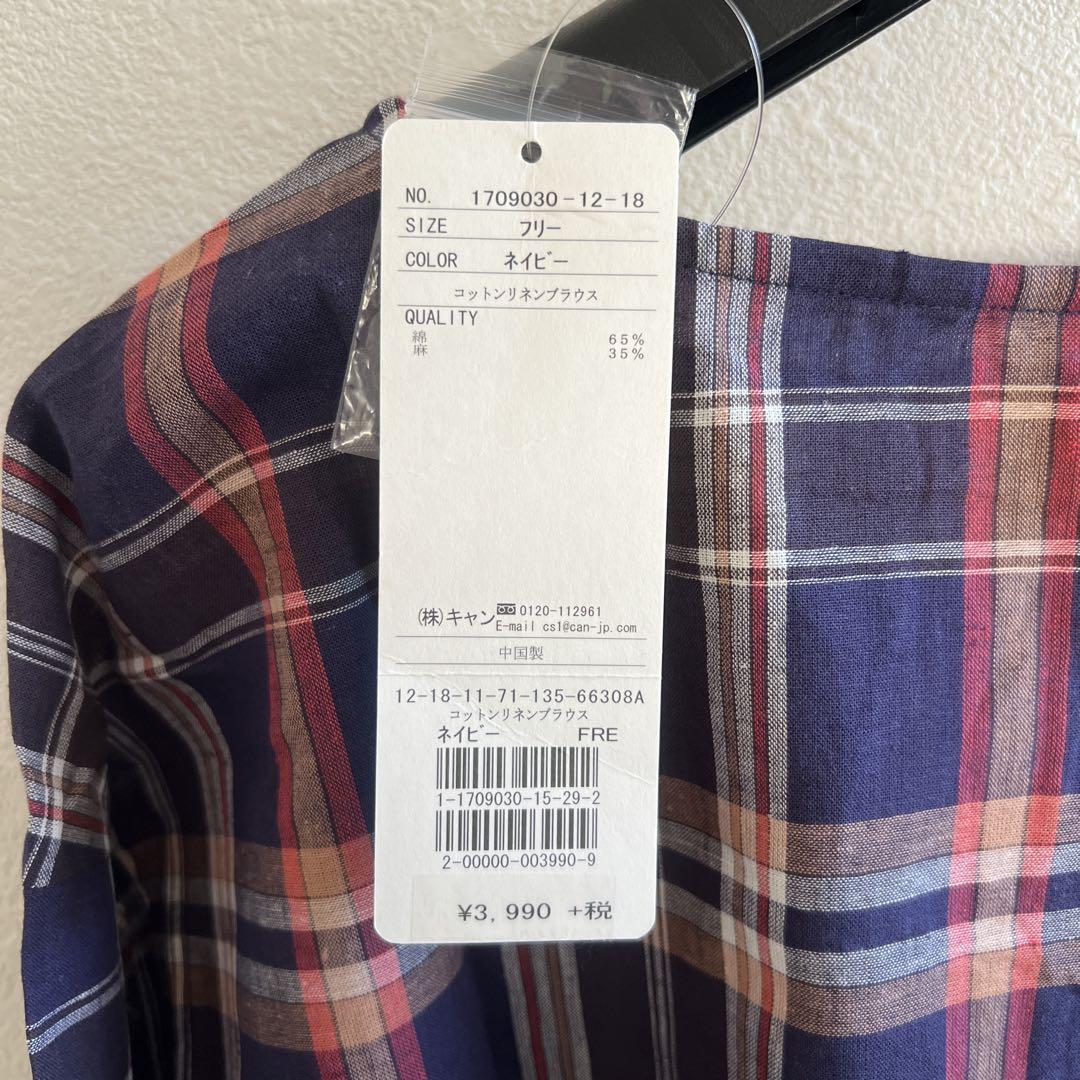 NO. 1709030-12-18
SIZE フリー
COLOR ネイビー
コットンリネンブラウス
QUALITY
綿 65%
麻 35%
(株)キャン 0120-112961
E-mail cs1@can-jp.com
中国製
12-18-11-71-135-66308A
コットンリネンブラウス
ネイビー FRE
1-1709030-15-29-2
2-00000-003990-9
¥3,990 +税